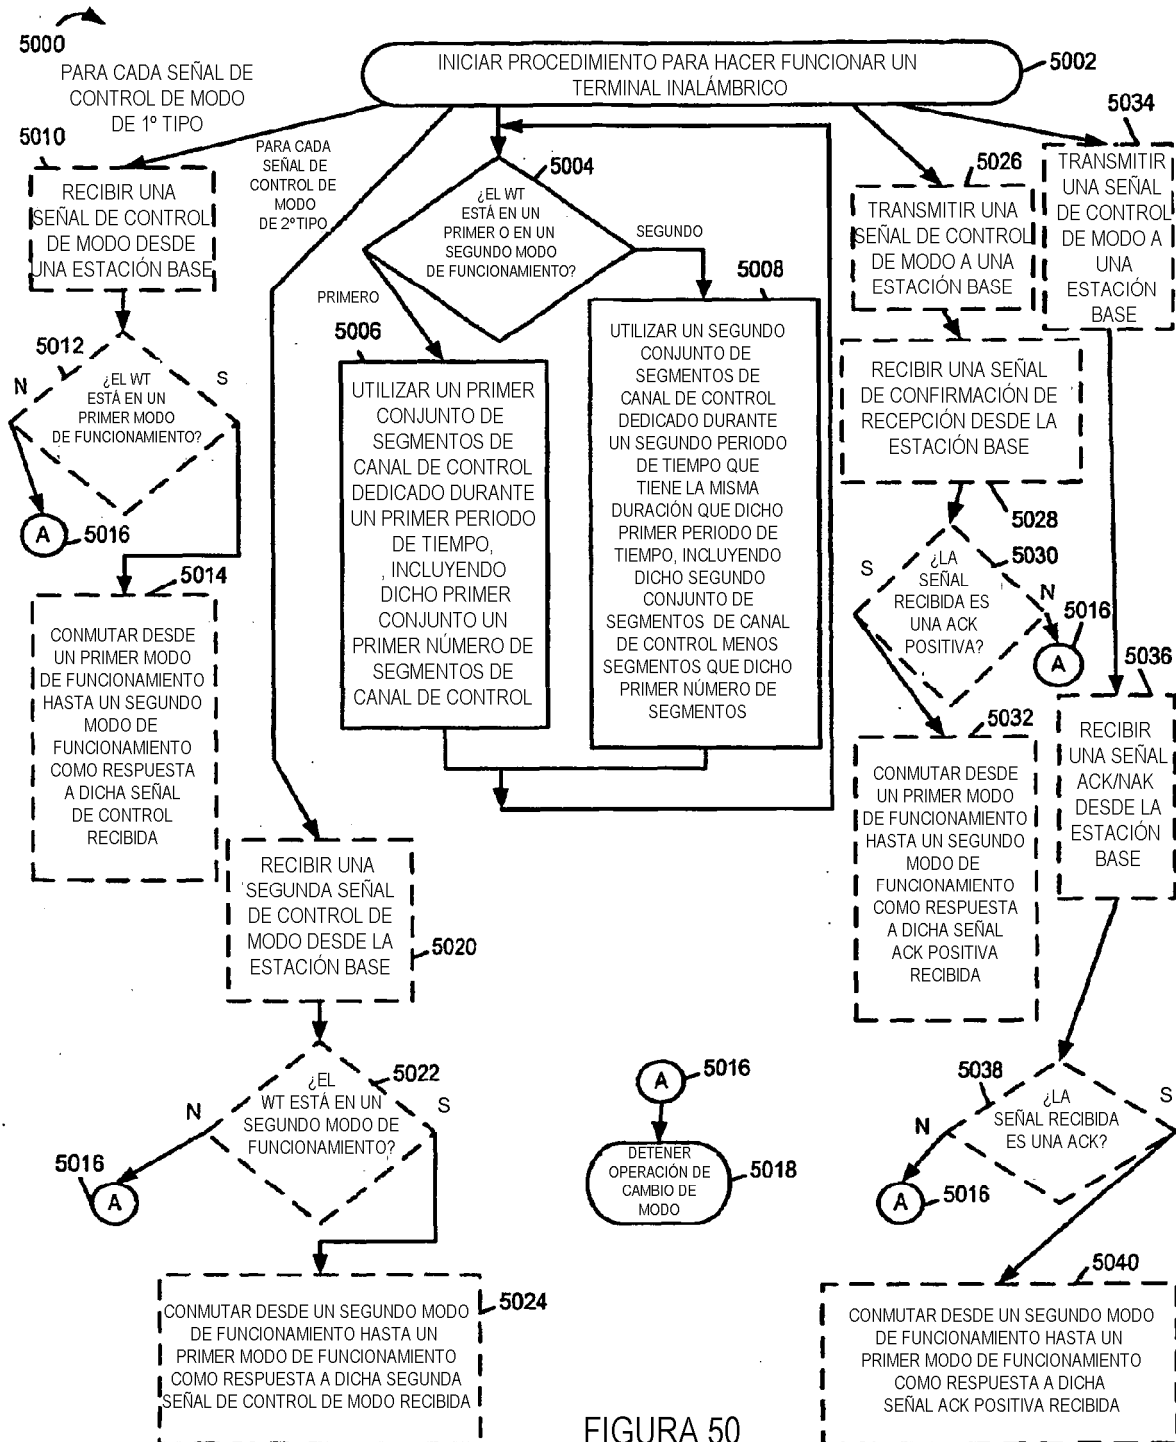 5000
PARA CADA SEÑAL DE
CONTROL DE MODO
DE 1º TIPO
INICIAR PROCEDIMIENTO PARA HACER FUNCIONAR UN
TERMINAL INALÁMBRICO
5002
5010
RECIBIR UNA
SEÑAL DE CONTROL
DE MODO DESDE
UNA ESTACIÓN BASE
5012
¿EL WT
ESTÁ EN UN
PRIMER MODO
DE FUNCIONAMIENTO?
N
S
A
5016
5014
CONMUTAR DESDE
UN PRIMER MODO
DE FUNCIONAMIENTO
HASTA UN SEGUNDO
MODO DE
FUNCIONAMIENTO
COMO RESPUESTA
A DICHA SEÑAL
DE CONTROL
RECIBIDA
PARA CADA
SEÑAL DE
CONTROL DE
MODO
DE 2ºTIPO
RECIBIR UNA
SEGUNDA SEÑAL
DE CONTROL DE
MODO DESDE LA
ESTACIÓN BASE
5020
¿EL
WT ESTÁ EN UN
SEGUNDO MODO DE
FUNCIONAMIENTO?
5022
N
S
5016
A
CONMUTAR DESDE UN SEGUNDO MODO
DE FUNCIONAMIENTO HASTA UN
PRIMER MODO DE FUNCIONAMIENTO
COMO RESPUESTA A DICHA SEGUNDA
SEÑAL DE CONTROL DE MODO RECIBIDA
5024
5004
¿EL WT
ESTÁ EN UN
PRIMER O EN UN
SEGUNDO MODO
DE FUNCIONAMIENTO?
PRIMERO
SEGUNDO
5006
UTILIZAR UN PRIMER
CONJUNTO DE
SEGMENTOS DE
CANAL DE CONTROL
DEDICADO DURANTE
UN PRIMER PERIODO
DE TIEMPO,
, INCLUYENDO
DICHO PRIMER
CONJUNTO UN
PRIMER NÚMERO DE
SEGMENTOS DE
CANAL DE CONTROL
5008
UTILIZAR UN SEGUNDO
CONJUNTO DE
SEGMENTOS DE
CANAL DE CONTROL
DEDICADO DURANTE
UN SEGUNDO PERIODO
DE TIEMPO QUE
TIENE LA MISMA
DURACIÓN QUE DICHO
PRIMER PERIODO DE
TIEMPO, INCLUYENDO
DICHO SEGUNDO
CONJUNTO DE
SEGMENTOS DE CANAL
DE CONTROL MENOS
SEGMENTOS QUE DICHO
PRIMER NÚMERO DE
SEGMENTOS
A
5016
DETENER
OPERACIÓN DE
CAMBIO DE
MODO
5018
5026
TRANSMITIR UNA
SEÑAL DE CONTROL
DE MODO A UNA
ESTACIÓN BASE
RECIBIR UNA SEÑAL
DE CONFIRMACIÓN DE
RECEPCIÓN DESDE LA
ESTACIÓN BASE
5028
5030
¿LA
SEÑAL
RECIBIDA ES
UNA ACK
POSITIVA?
S
N
5016
A
5032
CONMUTAR DESDE
UN PRIMER MODO
DE FUNCIONAMIENTO
HASTA UN SEGUNDO
MODO DE
FUNCIONAMIENTO
COMO RESPUESTA
A DICHA SEÑAL
ACK POSITIVA
RECIBIDA
5034
TRANSMITIR
UNA SEÑAL
DE CONTROL
DE MODO A
UNA
ESTACIÓN
BASE
5036
RECIBIR
UNA SEÑAL
ACK/NAK
DESDE LA
ESTACIÓN
BASE
5038
¿LA
SEÑAL RECIBIDA
ES UNA ACK?
N
S
A
5016
5040
CONMUTAR DESDE UN SEGUNDO MODO
DE FUNCIONAMIENTO HASTA UN
PRIMER MODO DE FUNCIONAMIENTO
COMO RESPUESTA A DICHA
SEÑAL ACK POSITIVA RECIBIDA
FIGURA 50